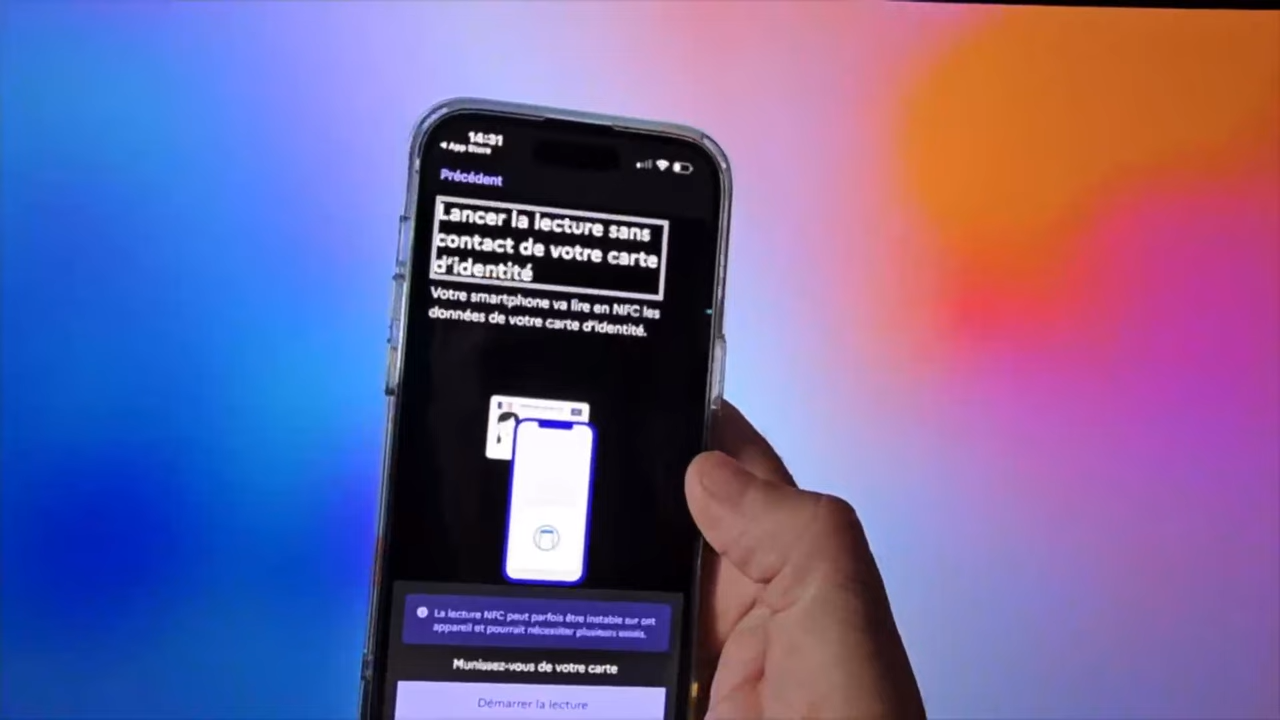 14:31
App Store
Précédent
Lancer la lecture sans
contact de votre carte
d'identité
Votre smartphone va lire en NFC les
données de votre carte d'identité.
La lecture NFC peut parfois être instable sur cet
appareil et pourrait nécessiter plusieurs essais.
Munissez-vous de votre carte
Démarrer la lecture